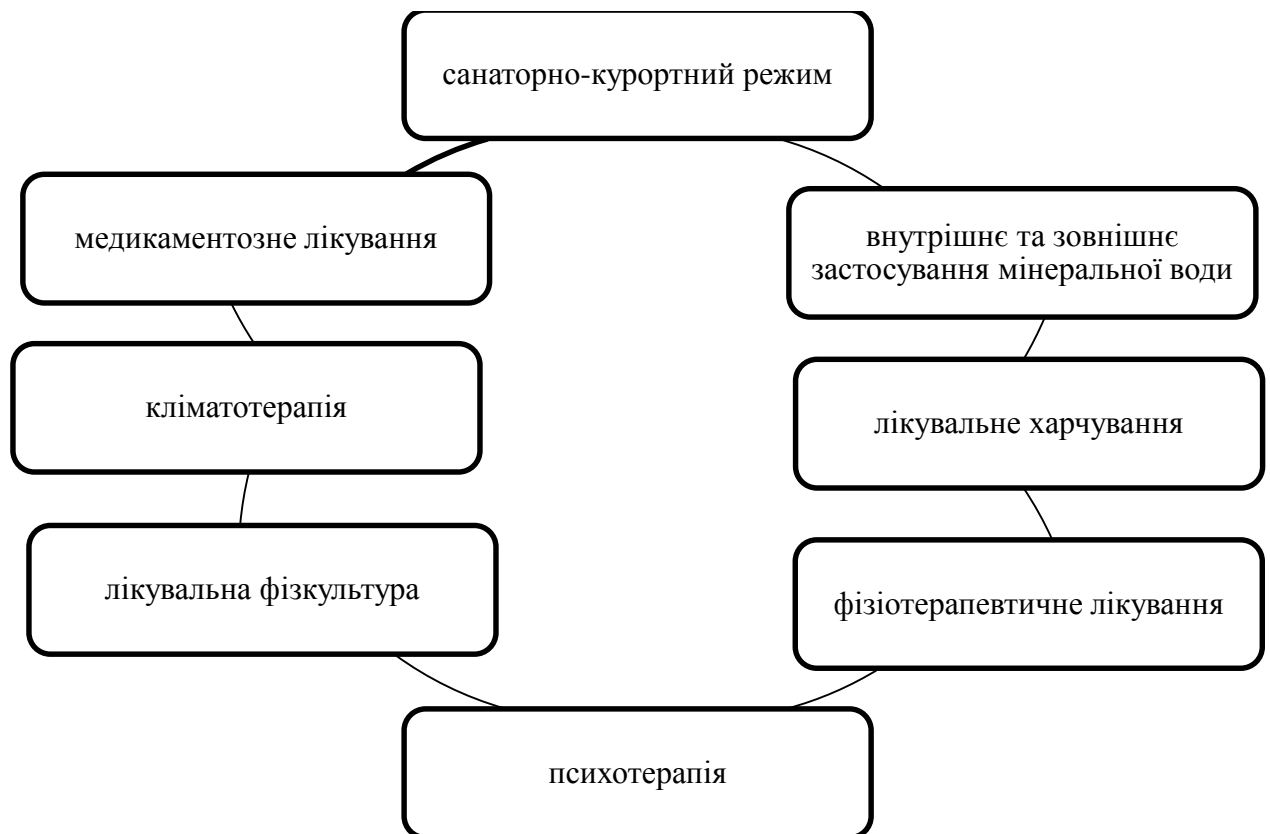 санаторно-курортний режим
медикаментозне лікування
внутрішнє та зовнішнє
застосування мінеральної води
кліматотерапія
лікувальне харчування
лікувальна фізкультура
фізіотерапевтичне лікування
психотерапія